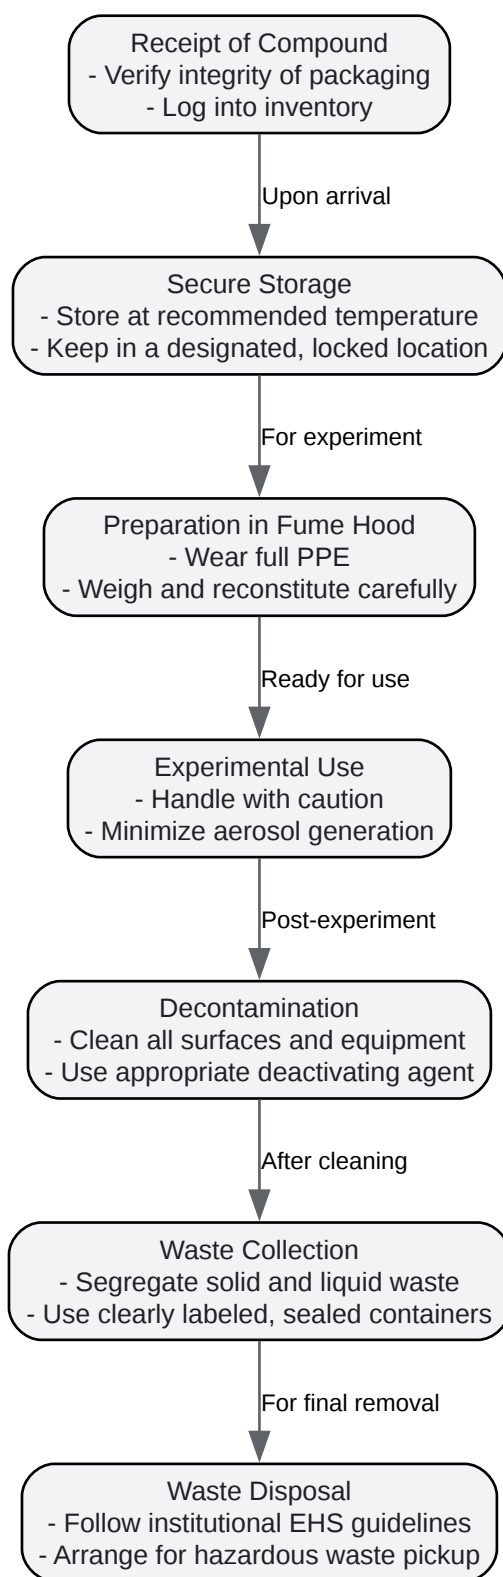 Receipt of Compound
- Verify integrity of packaging
- Log into inventory
Upon arrival
Secure Storage
- Store at recommended temperature
- Keep in a designated, locked location
For experiment
Preparation in Fume Hood
- Wear full PPE
- Weigh and reconstitute carefully
Ready for use
Experimental Use
- Handle with caution
- Minimize aerosol generation
Post-experiment
Decontamination
- Clean all surfaces and equipment
- Use appropriate deactivating agent
After cleaning
Waste Collection
- Segregate solid and liquid waste
- Use clearly labeled, sealed containers
For final removal
Waste Disposal
- Follow institutional EHS guidelines
- Arrange for hazardous waste pickup